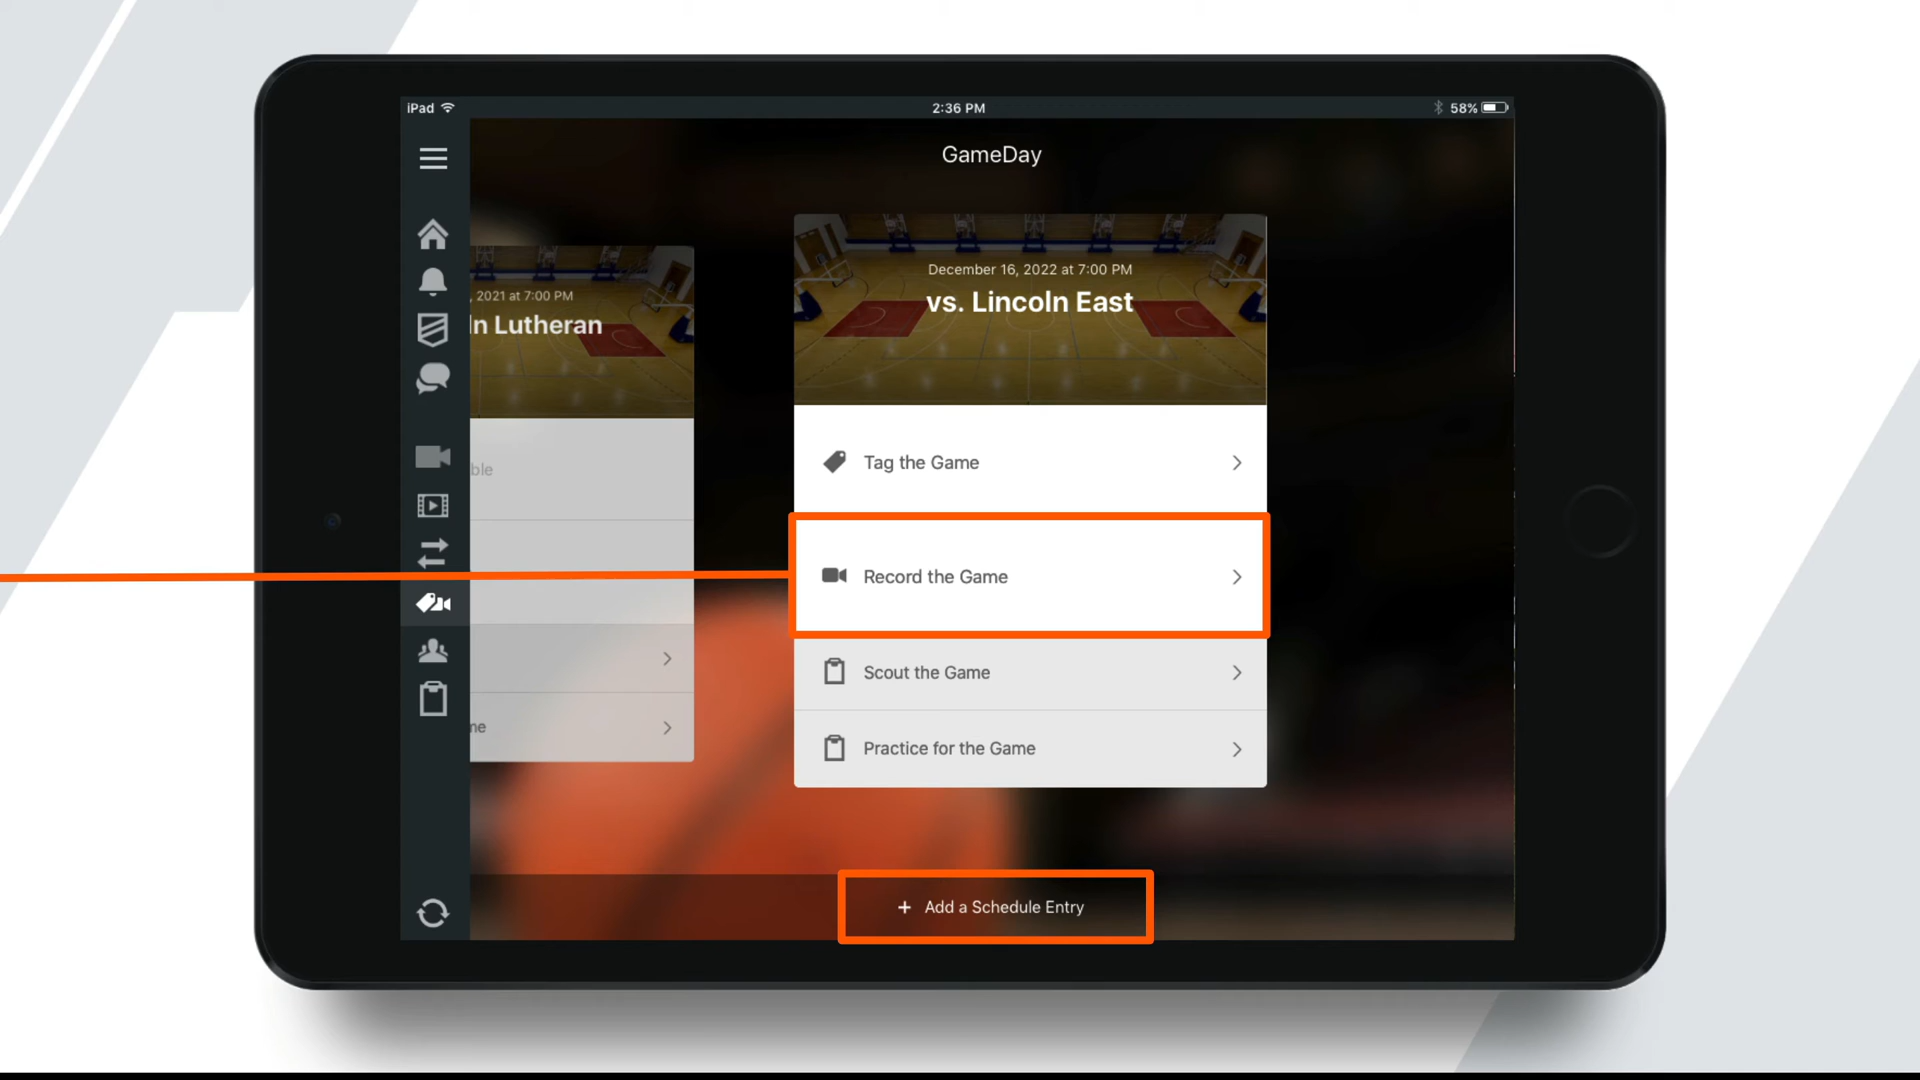 iPad
2:36 PM
58%
GameDay
, 2021 at 7:00 PM
ln Lutheran
ble
me
December 16, 2022 at 7:00 PM
vs. Lincoln East
Tag the Game
Record the Game
Scout the Game
Practice for the Game
+ Add a Schedule Entry